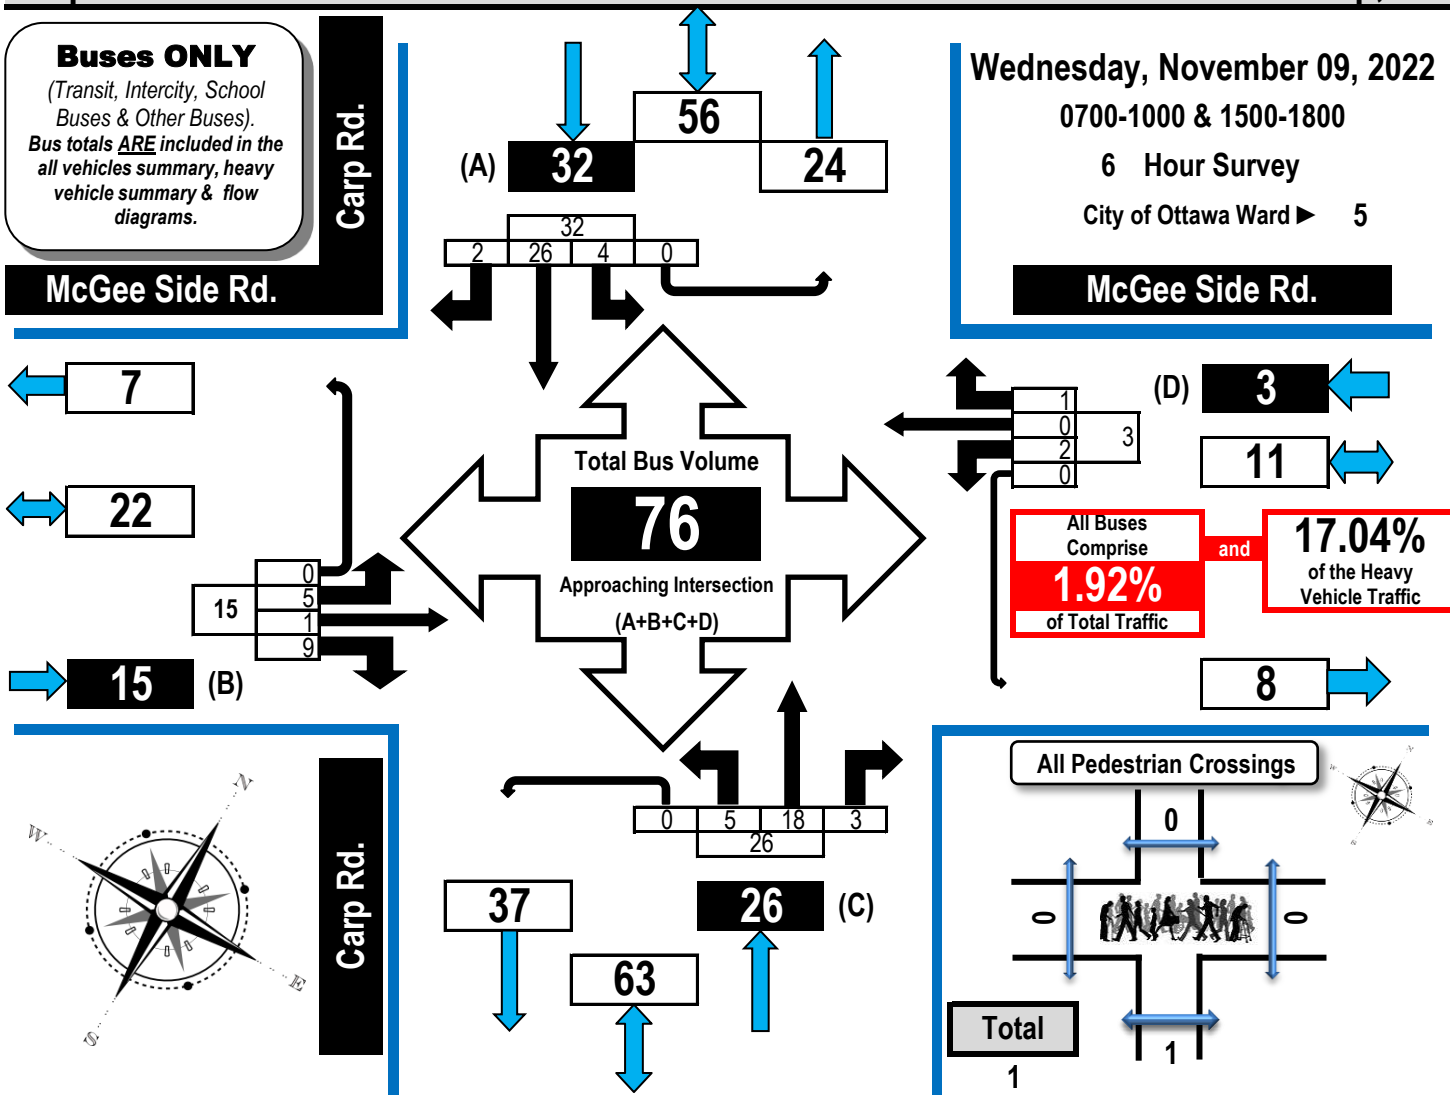 Buses ONLY
(Transit, Intercity, School
Buses & Other Buses).
Bus totals ARE included in the
all vehicles summary, heavy
vehicle summary & flow
diagrams.
Carp Rd.
McGee Side Rd.
56
(A) 32
24
32
2 26 4 0
Wednesday, November 09, 2022
0700-1000 & 1500-1800
6 Hour Survey
City of Ottawa Ward ► 5
McGee Side Rd.
7
22
0
5
1
9
15
15 (B)
Total Bus Volume
76
Approaching Intersection
(A+B+C+D)
(D) 3
1
0
2
0
3
11
All Buses
Comprise
1.92%
of Total Traffic
and
17.04%
of the Heavy
Vehicle Traffic
8
0 5 18 3
26
37
26 (C)
63
Carp Rd.
N
W
E
S
All Pedestrian Crossings
N
W
E
S
0
0
0
1
Total
1